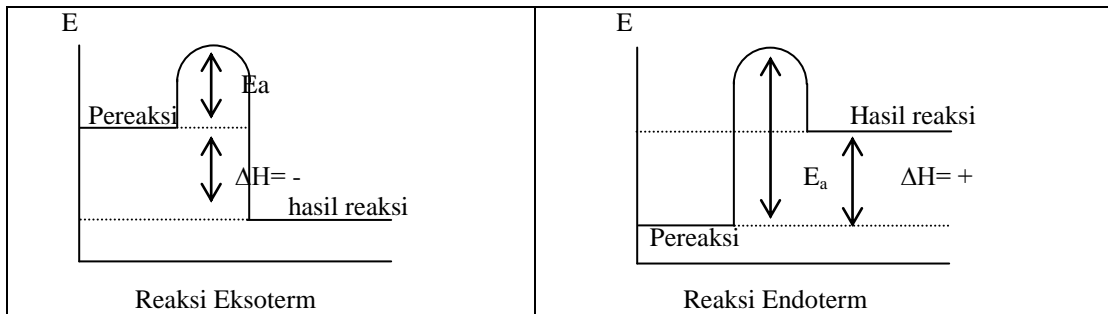 E
Ea
Pereaksi
ΔH= -
hasil reaksi
Reaksi Eksoterm
E
Hasil reaksi
Eₐ
ΔH= +
Pereaksi
Reaksi Endoterm